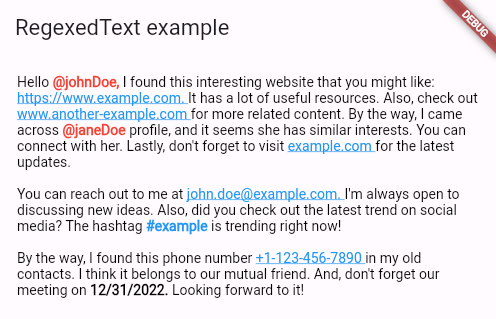 RegexedText example
DEBUG
Hello @johnDoe, I found this interesting website that you might like:
https://www.example.com. It has a lot of useful resources. Also, check out
www.another-example.com for more related content. By the way, I came
across @janeDoe profile, and it seems she has similar interests. You can
connect with her. Lastly, don't forget to visit example.com for the latest
updates.
You can reach out to me at john.doe@example.com. I'm always open to
discussing new ideas. Also, did you check out the latest trend on social
media? The hashtag #example is trending right now!
By the way, I found this phone number +1-123-456-7890 in my old
contacts. I think it belongs to our mutual friend. And, don't forget our
meeting on 12/31/2022. Looking forward to it!